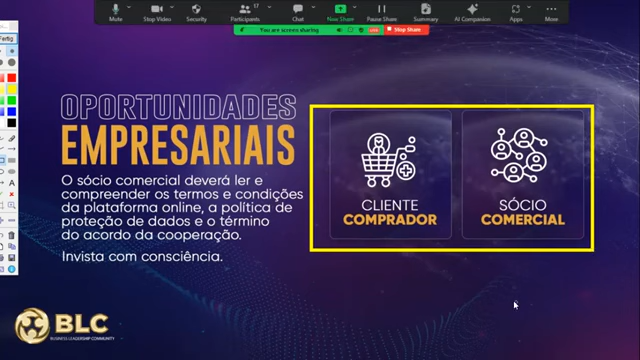 Mute
Stop Video
Security
Participants
17
Chat
New Share
Pause Share
Summary
AI Companion
Apps
More
You are screen sharing
Stop Share
Fertig
OPORTUNIDADES
EMPRESARIAIS
O sócio comercial deverá ler e
compreender os termos e condições
da plataforma online, a política de
proteção de dados e o término
do acordo da cooperação.
Invista com consciência.
CLIENTE
COMPRADOR
SÓCIO
COMERCIAL
BLC
BUSINESS LEADERSHIP COMMUNITY